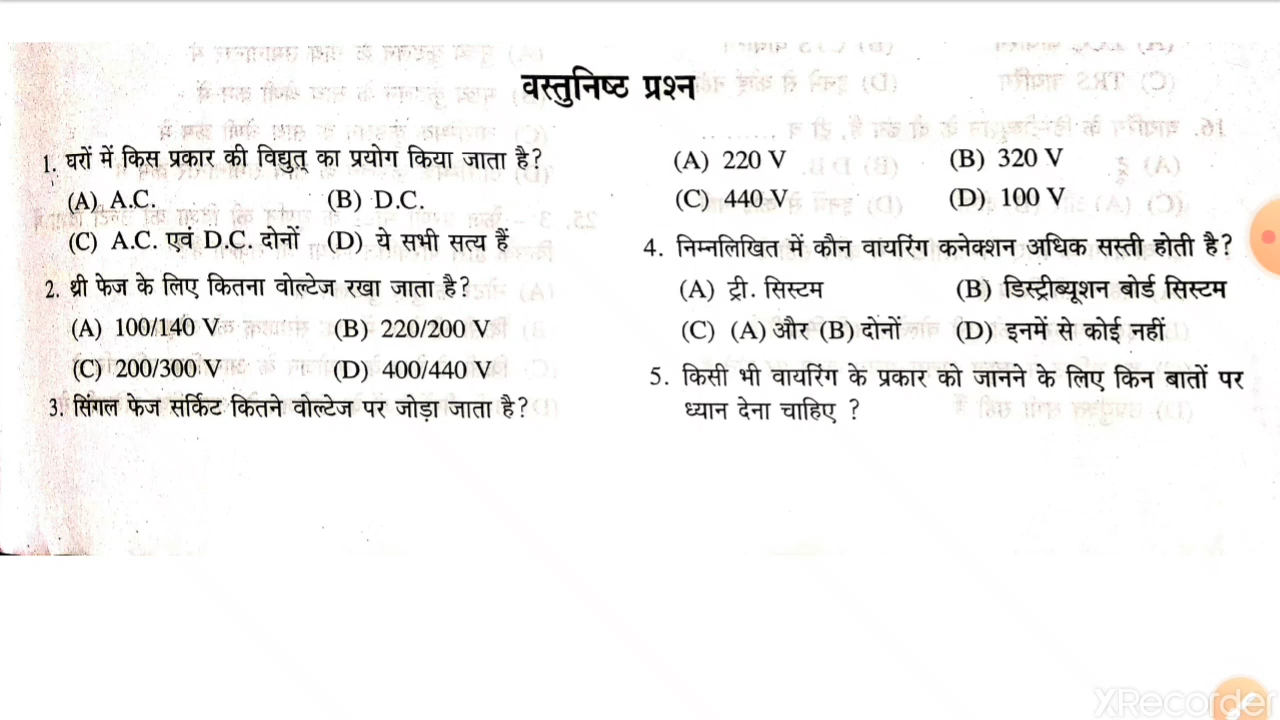 वस्तुनिष्ठ प्रश्न
1. घरों में किस प्रकार की विद्युत् का प्रयोग किया जाता है?
(A) A.C. (B) D.C.
(C) A.C. एवं D.C. दोनों (D) ये सभी सत्य हैं
2. थ्री फेज के लिए कितना वोल्टेज रखा जाता है?
(A) 100/140 V (B) 220/200 V
(C) 200/300 V (D) 400/440 V
3. सिंगल फेज सर्किट कितने वोल्टेज पर जोड़ा जाता है?
(A) 220 V (B) 320 V
(C) 440 V (D) 100 V
4. निम्नलिखित में कौन वायरिंग कनेक्शन अधिक सस्ती होती है?
(A) ट्री. सिस्टम (B) डिस्ट्रीब्यूशन बोर्ड सिस्टम
(C) (A) और (B) दोनों (D) इनमें से कोई नहीं
5. किसी भी वायरिंग के प्रकार को जानने के लिए किन बातों पर
ध्यान देना चाहिए ?
XRecorder